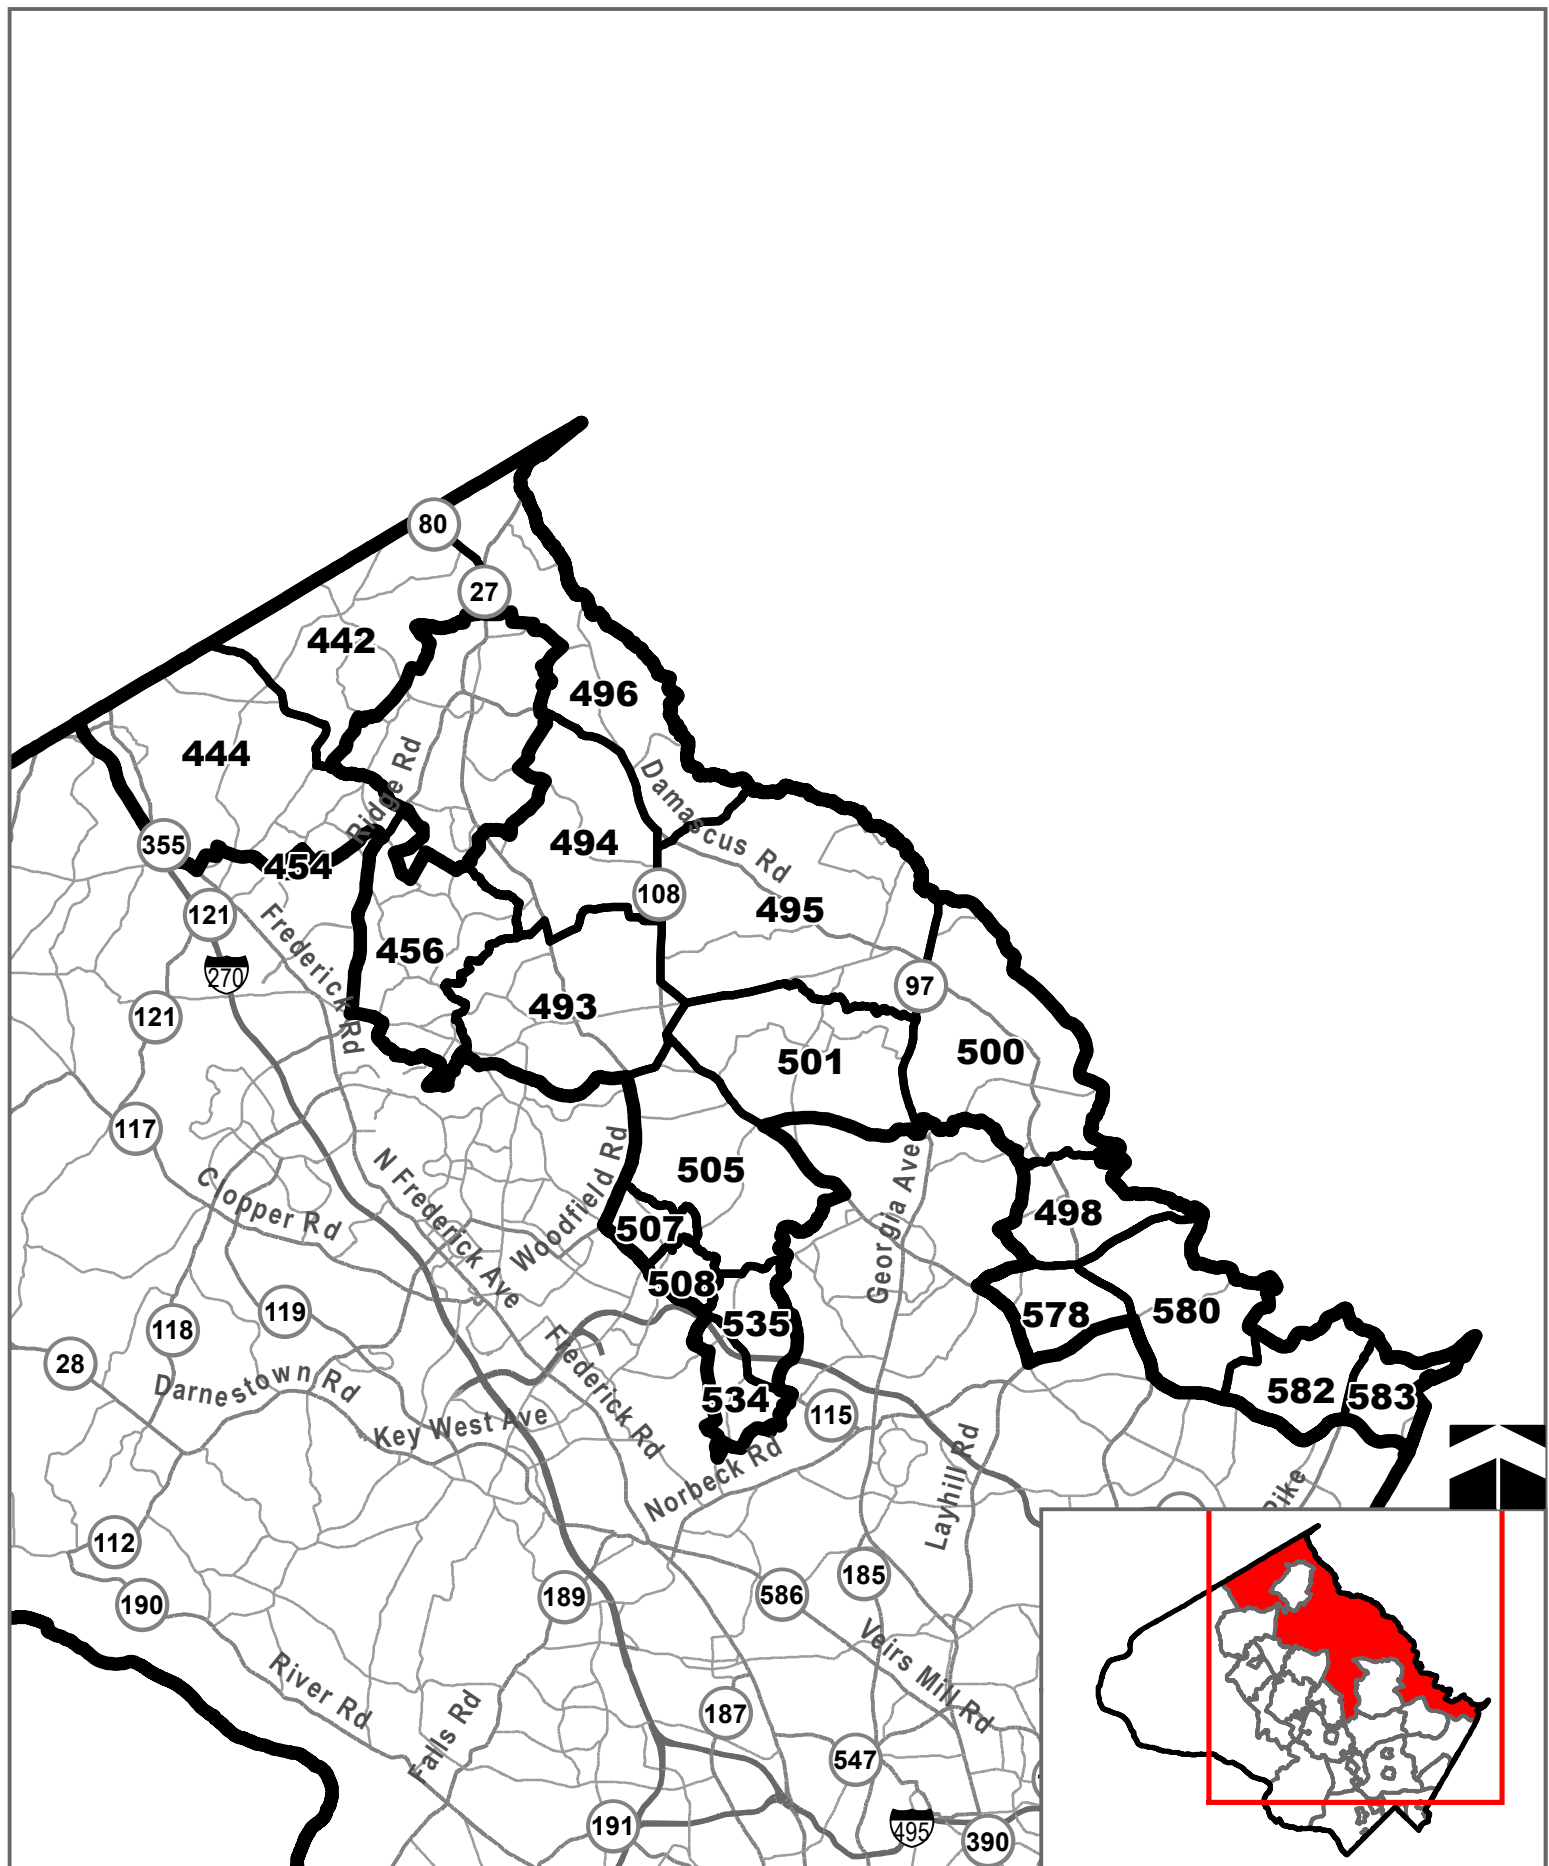 80
27
442
496
Ridge Rd
444
Damascus Rd
494
355
454
108
495
121
Frederick Rd
456
270
97
493
121
501
500
117
Woodfield Rd
505
Georgia Ave
N Frederick Ave
Clopper Rd
507
498
508
119
118
535
578
580
28
Frederick Rd
Darnestown Rd
534
582
583
Key West Ave
115
Norbeck Rd
Layhill Rd
Pike
112
189
586
185
190
Veirs Mill Rd
River Rd
Falls Rd
187
547
191
495
390